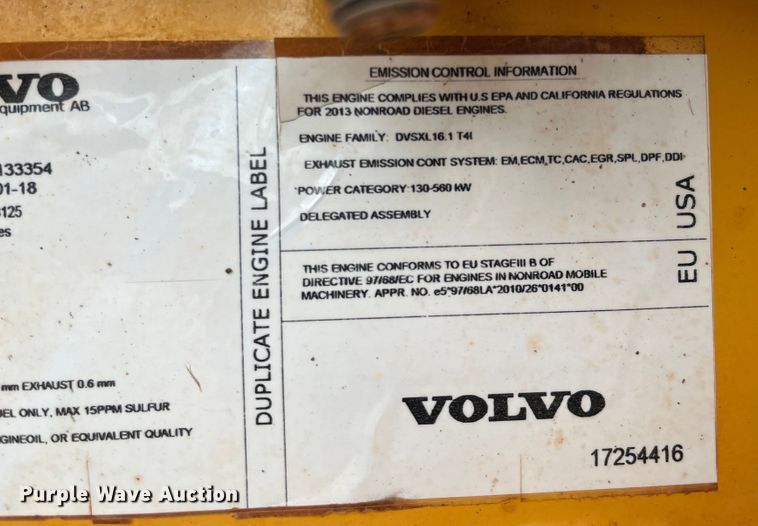 VO
quipment AB
133354
01-18
125
es
mm EXHAUST 0.6 mm
EL ONLY, MAX 15PPM SULFUR
GINEOIL, OR EQUIVALENT QUALITY
DUPLICATE ENGINE LABEL
EMISSION CONTROL INFORMATION
THIS ENGINE COMPLIES WITH U.S EPA AND CALIFORNIA REGULATIONS
FOR 2013 NONROAD DIESEL ENGINES.
ENGINE FAMILY: DVSXL16.1 T4I
EXHAUST EMISSION CONT SYSTEM: EM,ECM,TC,CAC,EGR,SPL,DPF,DDI
POWER CATEGORY:130-560 kW
DELEGATED ASSEMBLY
USA
THIS ENGINE CONFORMS TO EU STAGEIII B OF
DIRECTIVE 97/68/EC FOR ENGINES IN NONROAD MOBILE
MACHINERY. APPR. NO. e5*97/68LA*2010/26*0141*00
EU
VOLVO
17254416
Purple Wave Auction